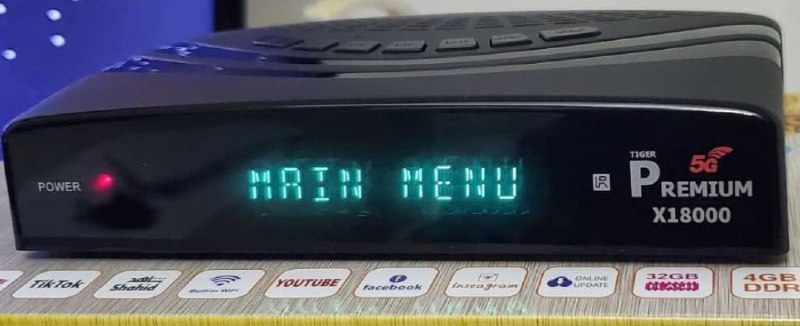 POWER
MAIN MENU
TIGER
5G
PREMIUM
X18000
TikTok
Shahid
Built-in WiFi
YOUTUBE
facebook
Instagram
ONLINE
UPDATE
32GB
4GB
DDR